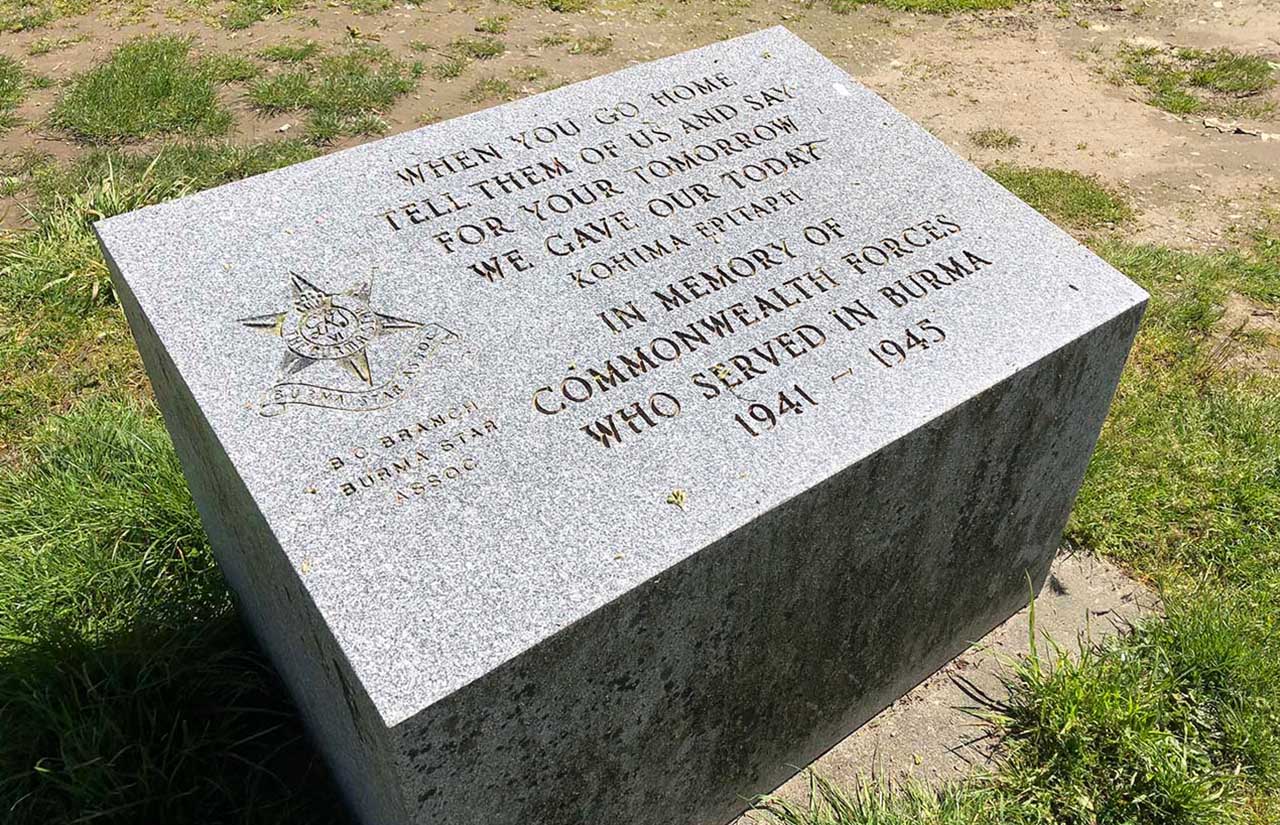 WHEN YOU GO HOME
TELL THEM OF US AND SAY
FOR YOUR TOMORROW
WE GAVE OUR TODAY
KOHIMA EPITAPH
IN MEMORY OF
COMMONWEALTH FORCES
WHO SERVED IN BURMA
1941 – 1945
BURMA STAR
B.C BRANCH
BURMA STAR
ASSOC